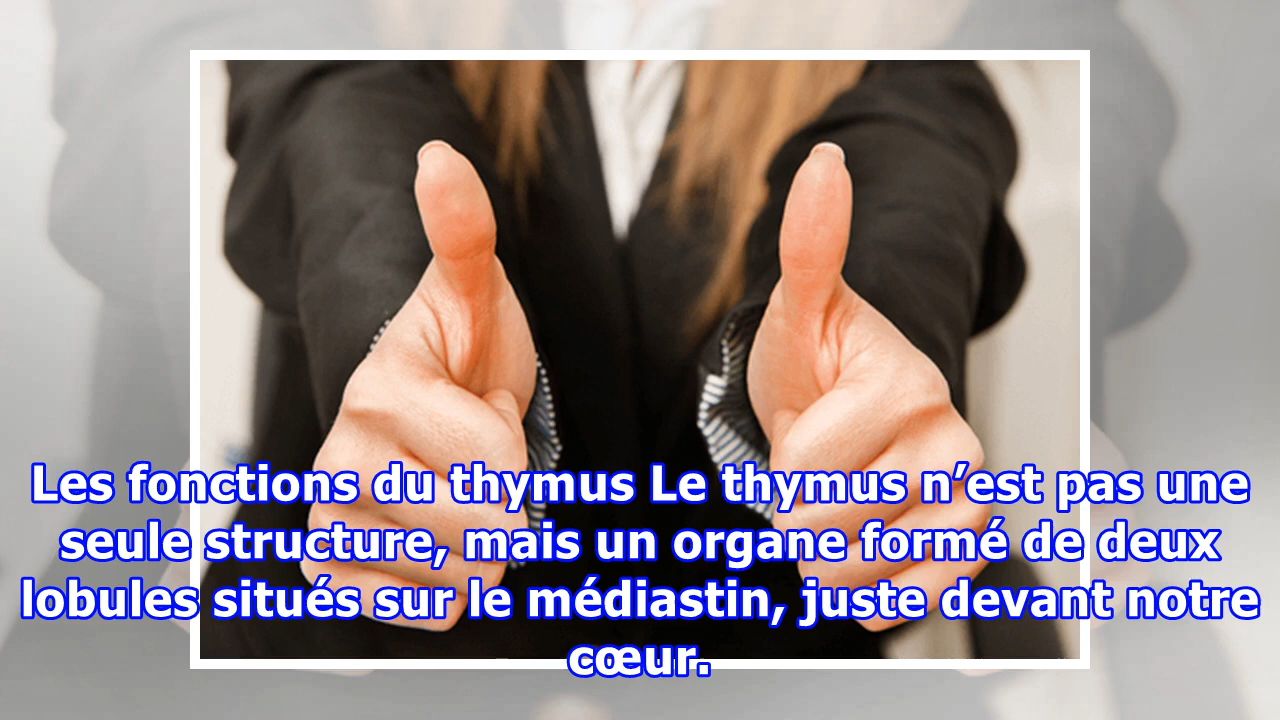 Les fonctions du thymus Le thymus n’est pas une
seule structure, mais un organe formé de deux
lobules situés sur le médiastin, juste devant notre
cœur.